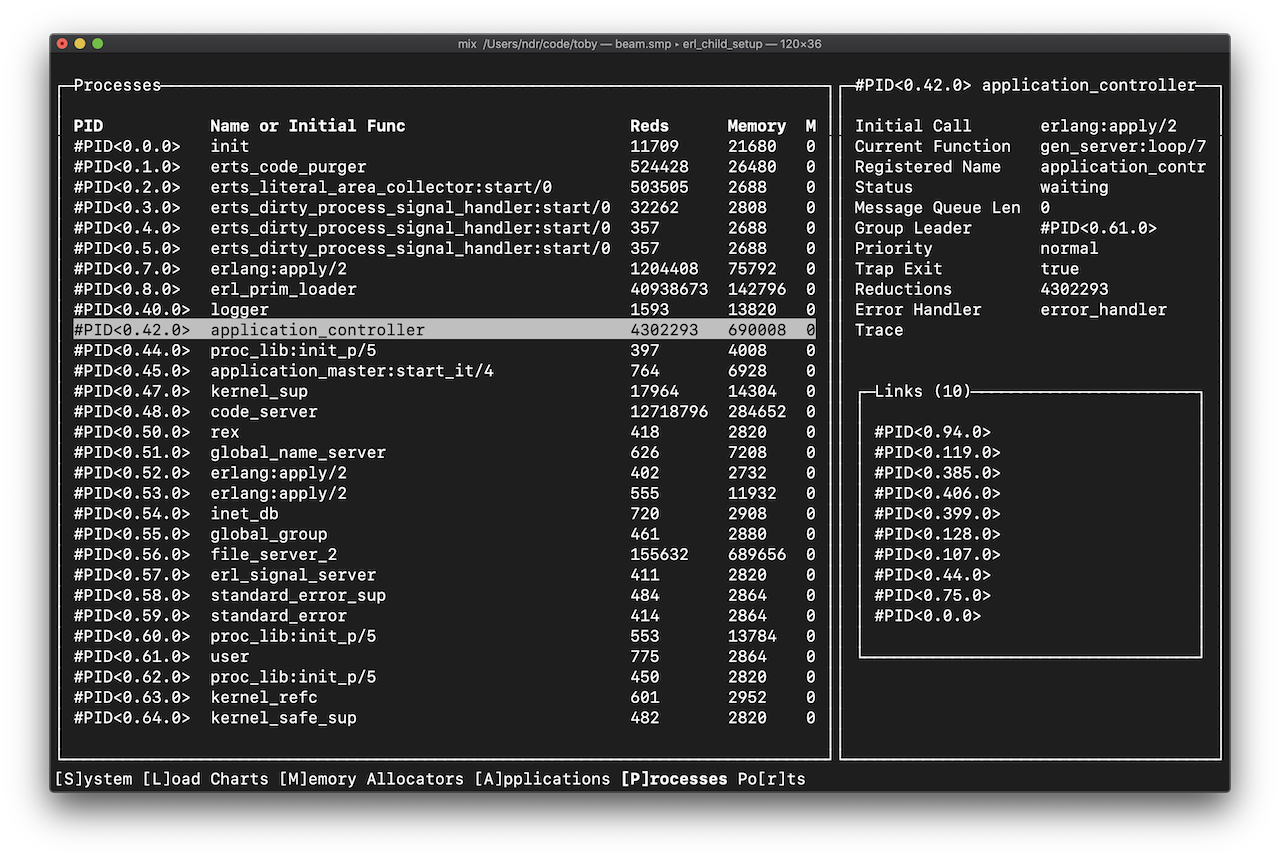 mix /Users/ndr/code/toby — beam.smp ▸ erl_child_setup — 120×36
Processes
PID Name or Initial Func Reds Memory M
#PID<0.0.0> init 11709 21680 0
#PID<0.1.0> erts_code_purger 524428 26480 0
#PID<0.2.0> erts_literal_area_collector:start/0 503505 2688 0
#PID<0.3.0> erts_dirty_process_signal_handler:start/0 32262 2808 0
#PID<0.4.0> erts_dirty_process_signal_handler:start/0 357 2688 0
#PID<0.5.0> erts_dirty_process_signal_handler:start/0 357 2688 0
#PID<0.7.0> erlang:apply/2 1204408 75792 0
#PID<0.8.0> erl_prim_loader 40938673 142796 0
#PID<0.40.0> logger 1593 13820 0
#PID<0.42.0> application_controller 4302293 690008 0
#PID<0.44.0> proc_lib:init_p/5 397 4008 0
#PID<0.45.0> application_master:start_it/4 764 6928 0
#PID<0.47.0> kernel_sup 17964 14304 0
#PID<0.48.0> code_server 12718796 284652 0
#PID<0.50.0> rex 418 2820 0
#PID<0.51.0> global_name_server 626 7208 0
#PID<0.52.0> erlang:apply/2 402 2732 0
#PID<0.53.0> erlang:apply/2 555 11932 0
#PID<0.54.0> inet_db 720 2908 0
#PID<0.55.0> global_group 461 2880 0
#PID<0.56.0> file_server_2 155632 689656 0
#PID<0.57.0> erl_signal_server 411 2820 0
#PID<0.58.0> standard_error_sup 484 2864 0
#PID<0.59.0> standard_error 414 2864 0
#PID<0.60.0> proc_lib:init_p/5 553 13784 0
#PID<0.61.0> user 775 2864 0
#PID<0.62.0> proc_lib:init_p/5 450 2820 0
#PID<0.63.0> kernel_refc 601 2952 0
#PID<0.64.0> kernel_safe_sup 482 2820 0
#PID<0.42.0> application_controller
Initial Call erlang:apply/2
Current Function gen_server:loop/7
Registered Name application_contr
Status waiting
Message Queue Len 0
Group Leader #PID<0.61.0>
Priority normal
Trap Exit true
Reductions 4302293
Error Handler error_handler
Trace
Links (10)
#PID<0.94.0>
#PID<0.119.0>
#PID<0.385.0>
#PID<0.406.0>
#PID<0.399.0>
#PID<0.128.0>
#PID<0.107.0>
#PID<0.44.0>
#PID<0.75.0>
#PID<0.0.0>
[S]ystem [L]oad Charts [M]emory Allocators [A]pplications [P]rocesses Po[r]ts